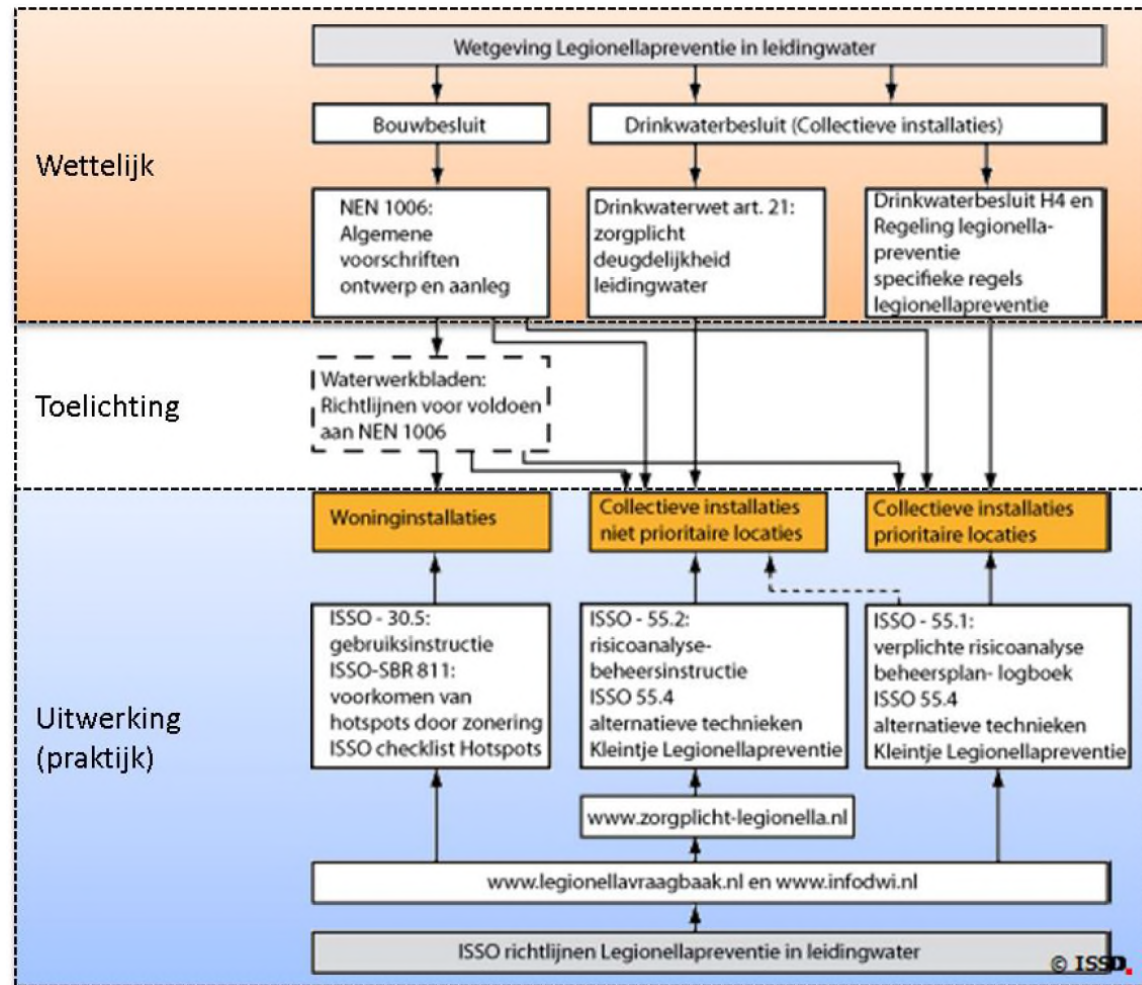 Wetgeving Legionellapreventie in leidingwater
Bouwbesluit
Drinkwaterbesluit (Collectieve installaties)
Wettelijk
NEN 1006:
Algemene
voorschriften
ontwerp en aanleg
Drinkwaterwet art. 21:
zorgplicht
deugdelijkheid
leidingwater
Drinkwaterbesluit H4 en
Regeling legionella-
preventie
specifieke regels
legionellapreventie
Toelichting
Waterwerkbladen:
Richtlijnen voor voldoen
aan NEN 1006
Woninginstallaties
Collectieve installaties
niet prioritaire locaties
Collectieve installaties
prioritaire locaties
Uitwerking
(praktijk)
ISSO - 30.5:
gebruiksinstructie
ISSO-SBR 811:
voorkomen van
hotspots door zonering
ISSO checklist Hotspots
ISSO - 55.2:
risicoanalyse-
beheersinstructie
ISSO 55.4
alternatieve technieken
Kleintje Legionellapreventie
ISSO - 55.1:
verplichte risicoanalyse
beheersplan- logboek
ISSO 55.4
alternatieve technieken
Kleintje Legionellapreventie
www.zorgplicht-legionella.nl
www.legionellavraagbaak.nl en www.infodwi.nl
ISSO richtlijnen Legionellapreventie in leidingwater
© ISSO.